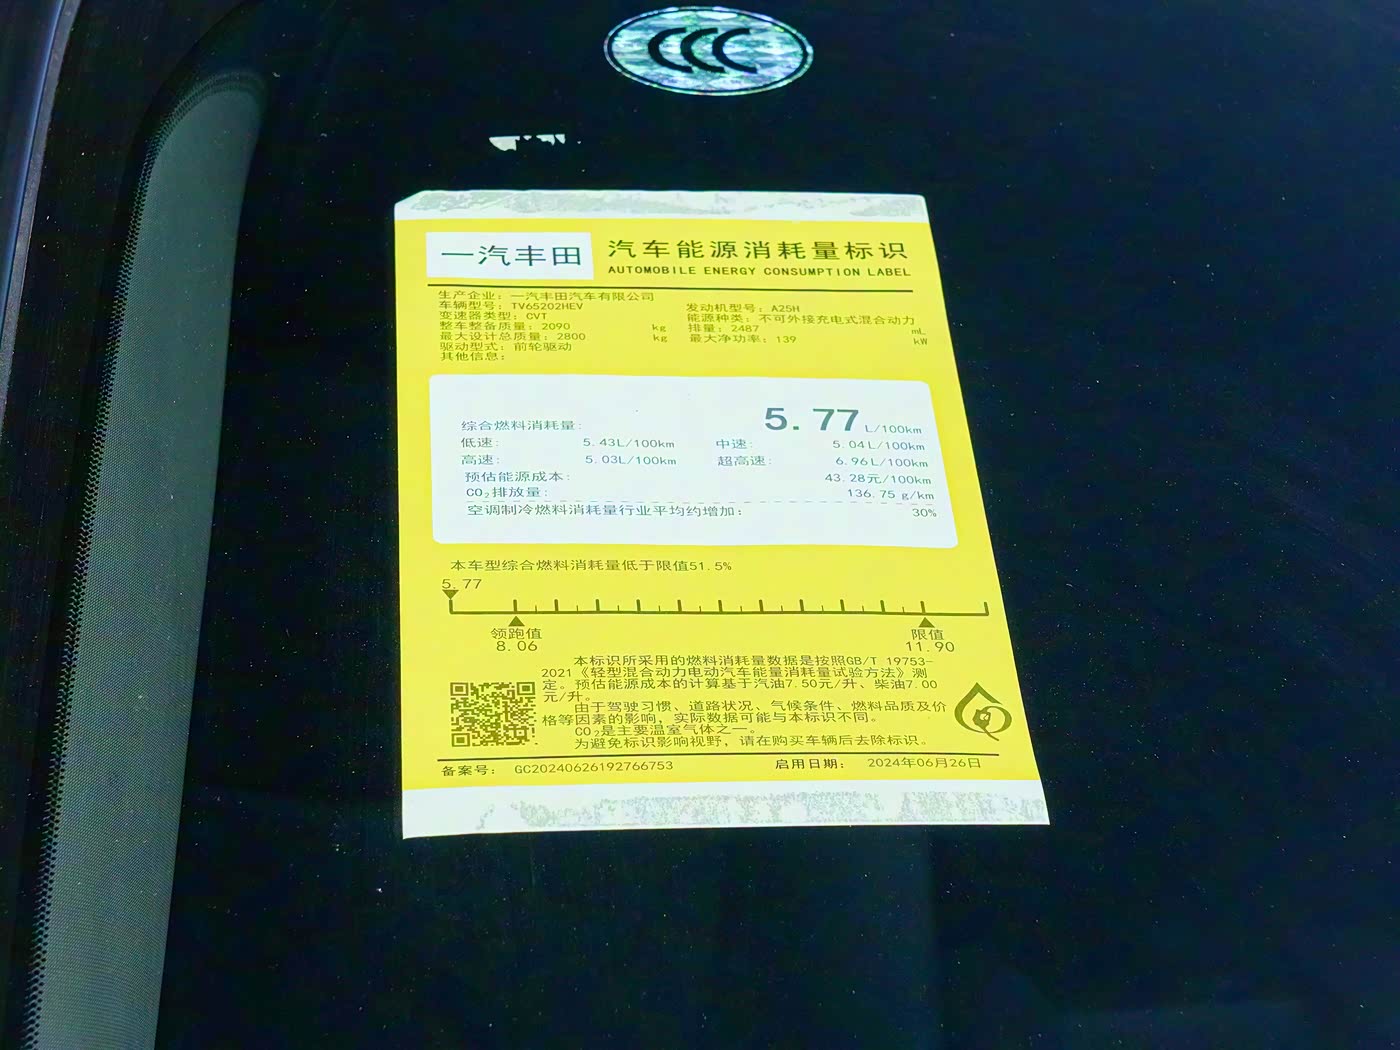 CCC
一汽丰田
汽车能源消耗量标识
AUTOMOBILE ENERGY CONSUMPTION LABEL
生产企业：一汽丰田汽车有限公司
车辆型号：TV65202HEV 发动机型号：A25H
变速器类型：CVT 能源种类：不可外接充电式混合动力
整车整备质量：2090 kg 排量：2487 mL
最大设计总质量：2800 kg 最大净功率：139 kW
驱动型式：前轮驱动
其他信息：
综合燃料消耗量： 5.77 L/100km
低速： 5.43L/100km 中速： 5.04L/100km
高速： 5.03L/100km 超高速： 6.96L/100km
预估能源成本： 43.28元/100km
CO₂排放量： 136.75 g/km
空调制冷燃料消耗量行业平均约增加： 30%
本车型综合燃料消耗量低于限值51.5%
5.77
领跑值 限值
8.06 11.90
本标识所采用的燃料消耗量数据是按照GB/T 19753-
2021《轻型混合动力电动汽车能量消耗量试验方法》测
定。预估能源成本的计算基于汽油7.50元/升、柴油7.00
元/升。
由于驾驶习惯、道路状况、气候条件、燃料品质及价
格等因素的影响，实际数据可能与本标识不同。
CO₂是主要温室气体之一。
为避免标识影响视野，请在购买车辆后去除标识。
备案号： GC20240626192766753 启用日期： 2024年06月26日